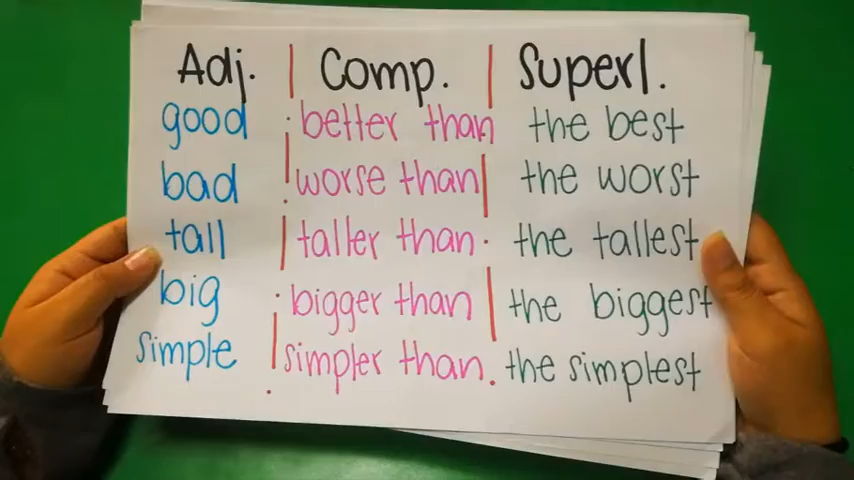 Adj. Comp. Superl.
good better than the best
bad worse than the worst
tall taller than the tallest
big bigger than the biggest
simple simpler than the simplest